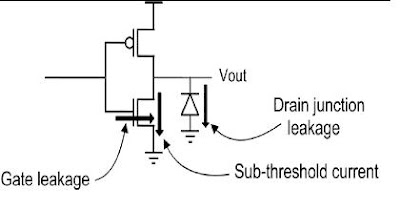 Vout
Drain junction
leakage
Gate leakage
Sub-threshold current